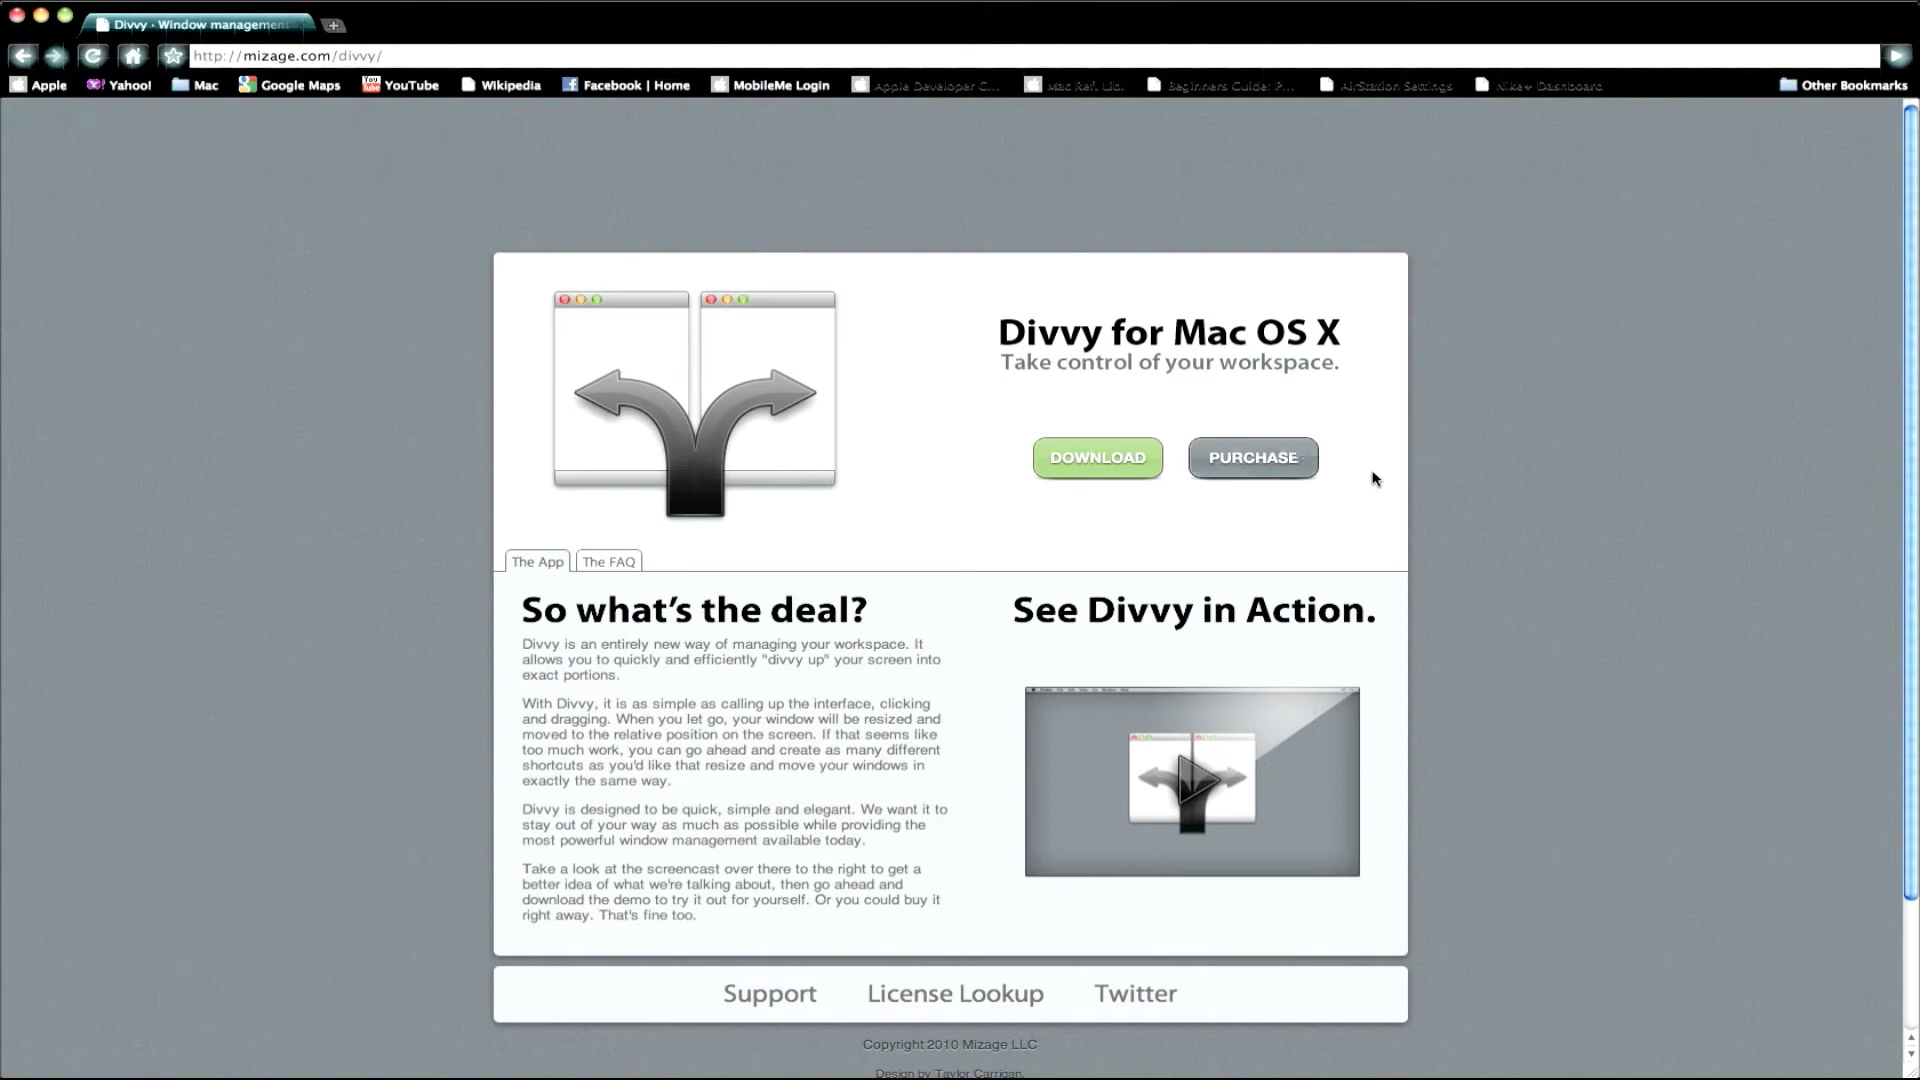 Divvy · Window management
http://mizage.com/divvy/
Apple Yahoo! Mac Google Maps YouTube Wikipedia Facebook | Home MobileMe Login Apple Developer C... Mac Ref. Lib. Beginners Guide: P... AirStation Settings Nike+ Dashboard Other Bookmarks
Divvy for Mac OS X
Take control of your workspace.
DOWNLOAD PURCHASE
The App The FAQ
So what's the deal?
Divvy is an entirely new way of managing your workspace. It
allows you to quickly and efficiently "divvy up" your screen into
exact portions.
With Divvy, it is as simple as calling up the interface, clicking
and dragging. When you let go, your window will be resized and
moved to the relative position on the screen. If that seems like
too much work, you can go ahead and create as many different
shortcuts as you'd like that resize and move your windows in
exactly the same way.
Divvy is designed to be quick, simple and elegant. We want it to
stay out of your way as much as possible while providing the
most powerful window management available today.
Take a look at the screencast over there to the right to get a
better idea of what we're talking about, then go ahead and
download the demo to try it out for yourself. Or you could buy it
right away. That's fine too.
See Divvy in Action.
Support License Lookup Twitter
Copyright 2010 Mizage LLC
Design by Taylor Carrigan.